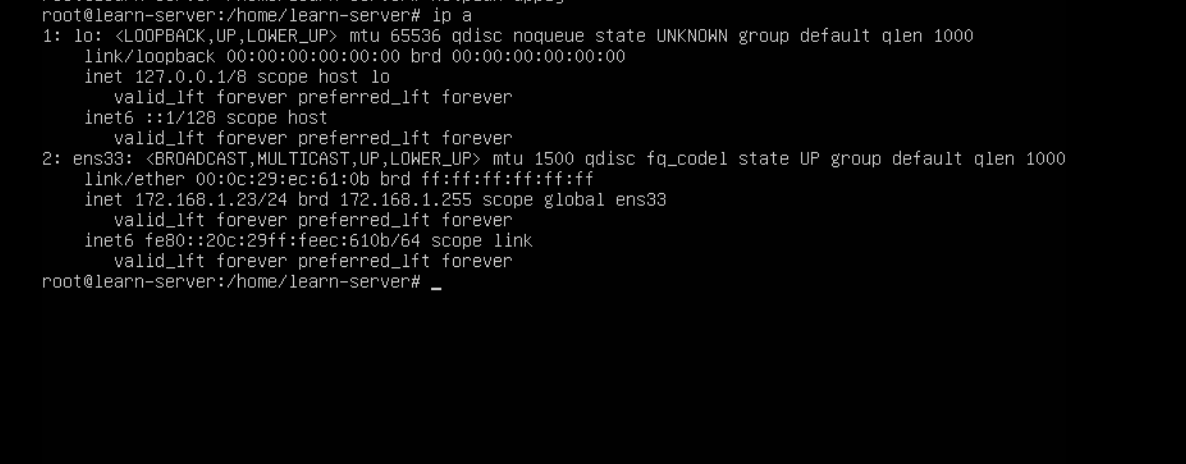 root@learn-server:/home/learn-server# ip a
1: lo: <LOOPBACK,UP,LOWER_UP> mtu 65536 qdisc noqueue state UNKNOWN group default qlen 1000
link/loopback 00:00:00:00:00:00 brd 00:00:00:00:00:00
inet 127.0.0.1/8 scope host lo
valid_lft forever preferred_lft forever
inet6 ::1/128 scope host
valid_lft forever preferred_lft forever
2: ens33: <BROADCAST,MULTICAST,UP,LOWER_UP> mtu 1500 qdisc fq_codel state UP group default qlen 1000
link/ether 00:0c:29:ec:61:0b brd ff:ff:ff:ff:ff:ff
inet 172.168.1.23/24 brd 172.168.1.255 scope global ens33
valid_lft forever preferred_lft forever
inet6 fe80::20c:29ff:feec:610b/64 scope link
valid_lft forever preferred_lft forever
root@learn-server:/home/learn-server# _